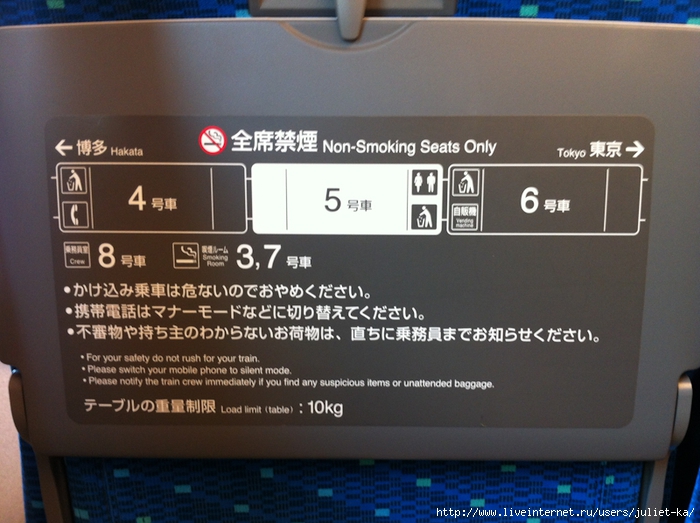 全席禁煙 Non-Smoking Seats Only
← 博多 Hakata
Tokyo 東京 →
4号車
5号車
自販機
Vending machine
6号車
乗務員室
Crew
8号車
喫煙ルーム
Smoking Room
3,7号車
•かけ込み乗車は危ないのでおやめください。
•携帯電話はマナーモードなどに切り替えてください。
•不審物や持ち主のわからないお荷物は、直ちに乗務員までお知らせください。
•For your safety do not rush for your train.
•Please switch your mobile phone to silent mode.
•Please notify the train crew immediately if you find any suspicious items or unattended baggage.
テーブルの重量制限 Load limit (table) : 10kg
http://www.liveinternet.ru/users/juliet-ka/